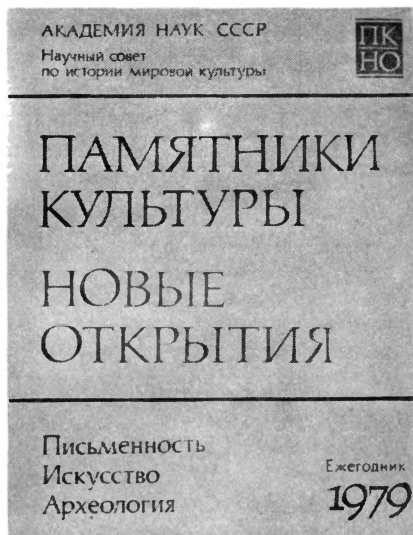 АКАДЕМИЯ НАУК СССР
Научный совет
по истории мировой культуры
ПК
НО
ПАМЯТНИКИ
КУЛЬТУРЫ
НОВЫЕ
ОТКРЫТИЯ
Письменность
Искусство
Археология
Ежегодник
1979